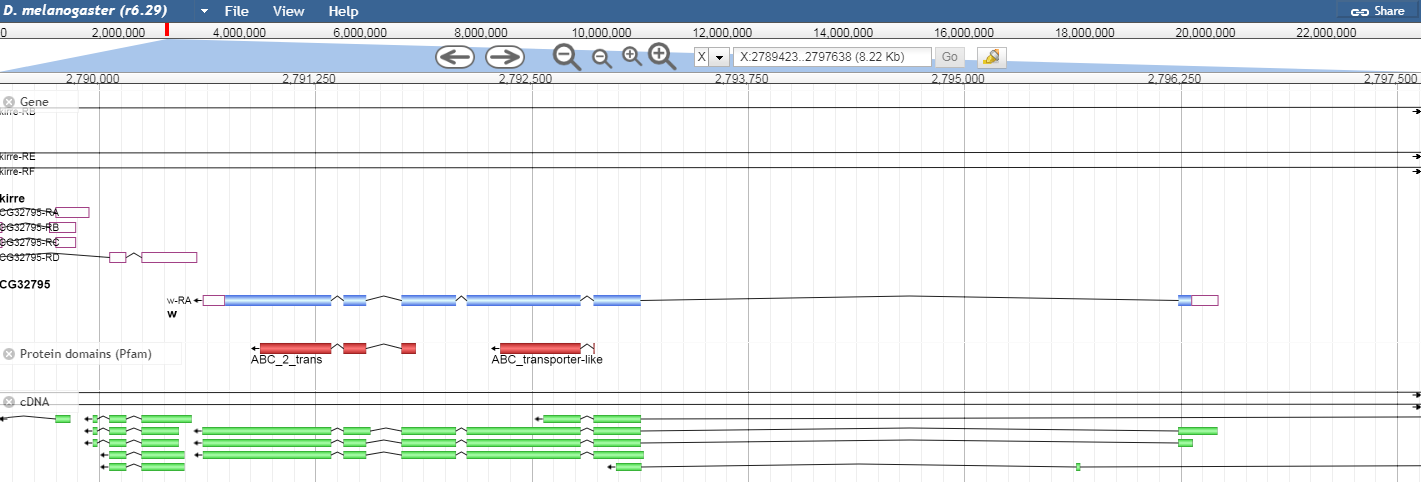 D. melanogaster (r6.29) File View Help Share
0 2,000,000 4,000,000 6,000,000 8,000,000 10,000,000 12,000,000 14,000,000 16,000,000 18,000,000 20,000,000 22,000,000
X X:2789423..2797638 (8.22 Kb) Go
2,790,000 2,791,250 2,792,500 2,793,750 2,795,000 2,796,250 2,797,500
Gene
kirre-RB
kirre-RE
kirre-RF
kirre
CG32795-RA
CG32795-RB
CG32795-RC
CG32795-RD
CG32795
w-RA
w
Protein domains (Pfam)
ABC_2_trans ABC_transporter-like
cDNA